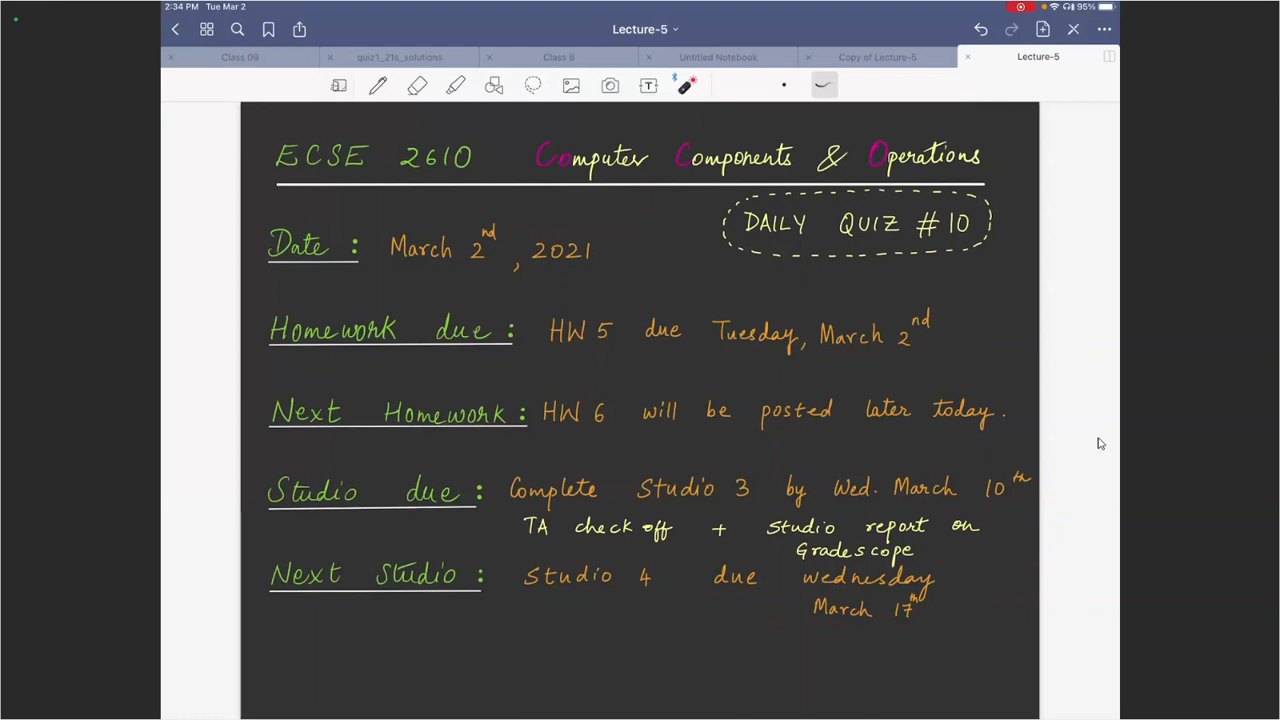 2:34 PM Tue Mar 2
95%
Lecture-5
Class 09
quiz1_21s_solutions
Class 8
Untitled Notebook
Copy of Lecture-5
Lecture-5
ECSE 2610 Computer Components & Operations
DAILY QUIZ #10
Date : March 2nd, 2021
Homework due : HW 5 due Tuesday, March 2nd
Next Homework : HW 6 will be posted later today.
Studio due : Complete Studio 3 by Wed. March 10th
TA check off + Studio report on
Gradescope
Next Studio : Studio 4 due Wednesday
March 17th